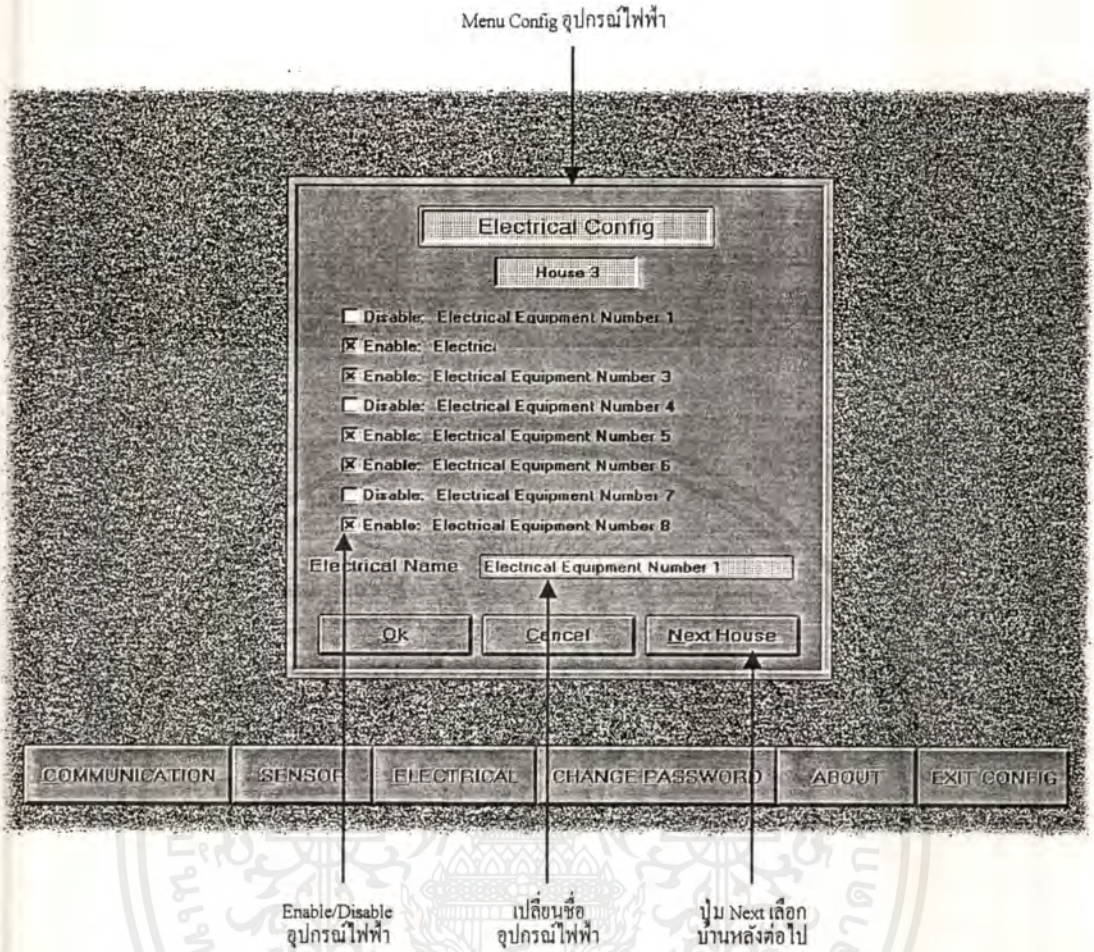 Menu Config อุปกรณ์ไฟฟ้า
Electrical Config
House 3
Disable: Electrical Equipment Number 1
Enable: Electric
Enable: Electrical Equipment Number 3
Disable: Electrical Equipment Number 4
Enable: Electrical Equipment Number 5
Enable: Electrical Equipment Number 6
Disable: Electrical Equipment Number 7
Enable: Electrical Equipment Number 8
Electrical Name Electrical Equipment Number 1
Ok Cancel Next House
COMMUNICATION SENSOR ELECTRICAL CHANGE PASSWORD ABOUT EXIT CONFIG
Enable/Disable
อุปกรณ์ไฟฟ้า
เปลี่ยนชื่อ
อุปกรณ์ไฟฟ้า
ปุ่ม Next เลือก
บ้านหลังต่อไป